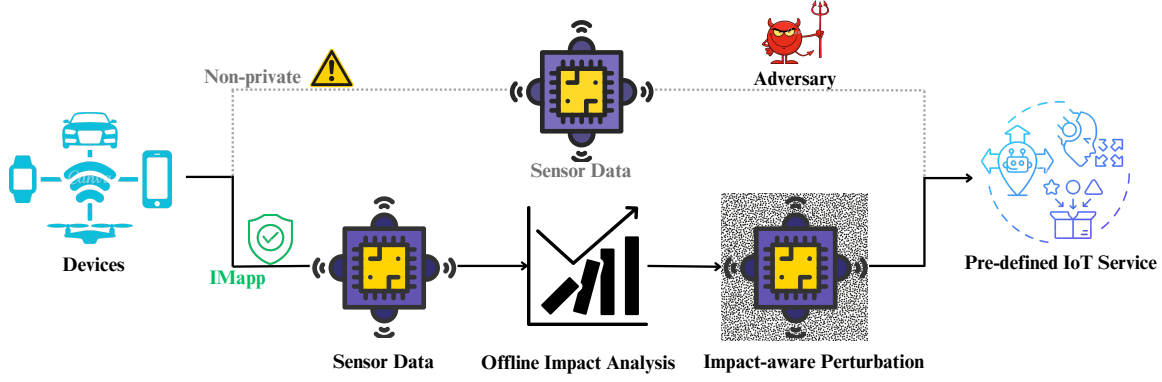 Non-private
Adversary
Sensor Data
Devices
IMapp
Pre-defined IoT Service
Sensor Data
Offline Impact Analysis
Impact-aware Perturbation